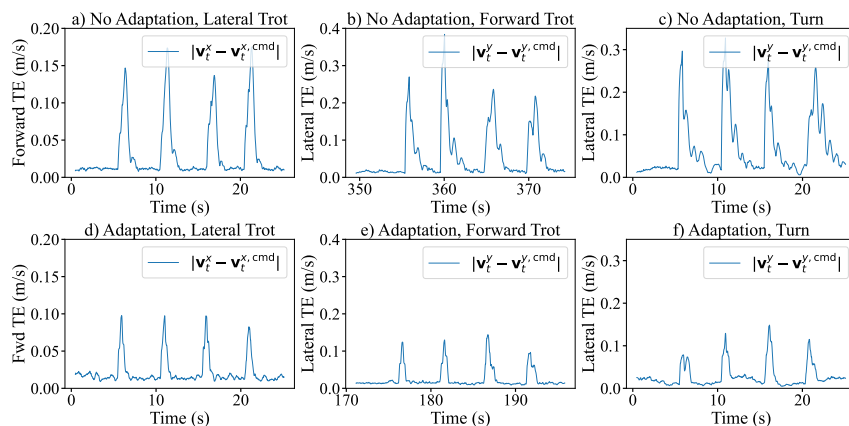 a) No Adaptation, Lateral Trot
b) No Adaptation, Forward Trot
c) No Adaptation, Turn
Forward TE (m/s)
0.20
0.15
0.10
0.05
0.00
|v_t^x − v_t^{x, cmd}|
0
10
20
Time (s)
Lateral TE (m/s)
0.4
0.3
0.2
0.1
0.0
|v_t^y − v_t^{y, cmd}|
350
360
370
Time (s)
Lateral TE (m/s)
0.3
0.2
0.1
0.0
|v_t^y − v_t^{y, cmd}|
0
10
20
Time (s)
d) Adaptation, Lateral Trot
e) Adaptation, Forward Trot
f) Adaptation, Turn
Fwd TE (m/s)
0.20
0.15
0.10
0.05
0.00
|v_t^x − v_t^{x, cmd}|
0
10
20
Time (s)
Lateral TE (m/s)
0.4
0.3
0.2
0.1
0.0
|v_t^y − v_t^{y, cmd}|
170
180
190
Time (s)
Lateral TE (m/s)
0.3
0.2
0.1
0.0
|v_t^y − v_t^{y, cmd}|
0
10
20
Time (s)